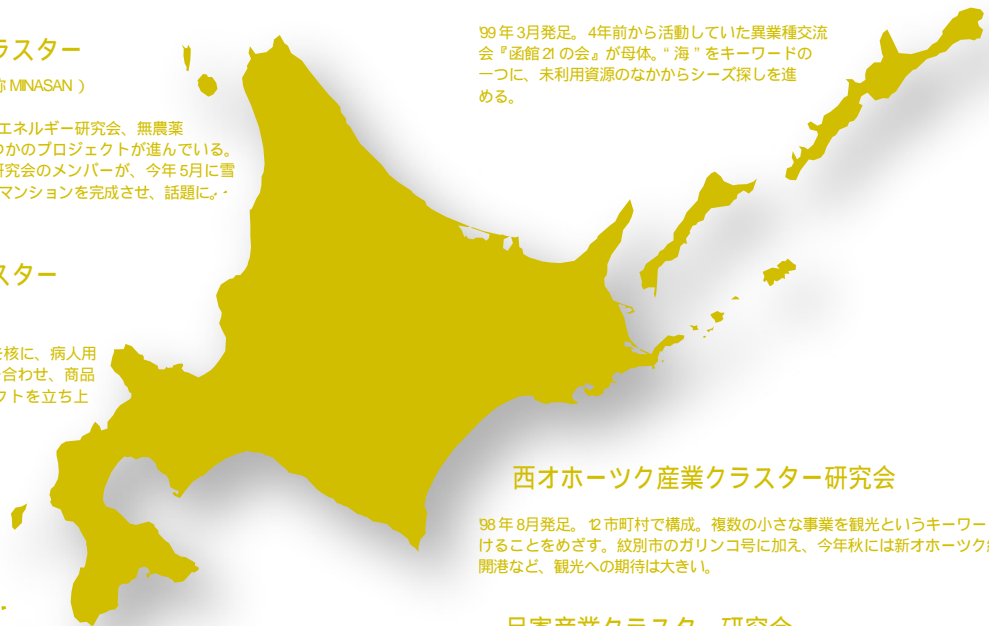 ラスター
称 MINASAN ）
エネルギー研究会、無農薬
つかのプロジェクトが進んでいる。
研究会のメンバーが、今年5月に雪
マンションを完成させ、話題に。
スター
を核に、病人用
合わせ、商品
クトを立ち上
'99年3月発足。4年前から活動していた異業種交流
会『函館21の会』が母体。“海”をキーワードの
一つに、未利用資源のなかからシーズ探しを進
める。
西オホーツク産業クラスター研究会
'98年8月発足。12市町村で構成。複数の小さな事業を観光というキーワー
けることをめざす。紋別市のガリンコ号に加え、今年秋には新オホーツク
開港など、観光への期待は大きい。
産業クラスター研究会